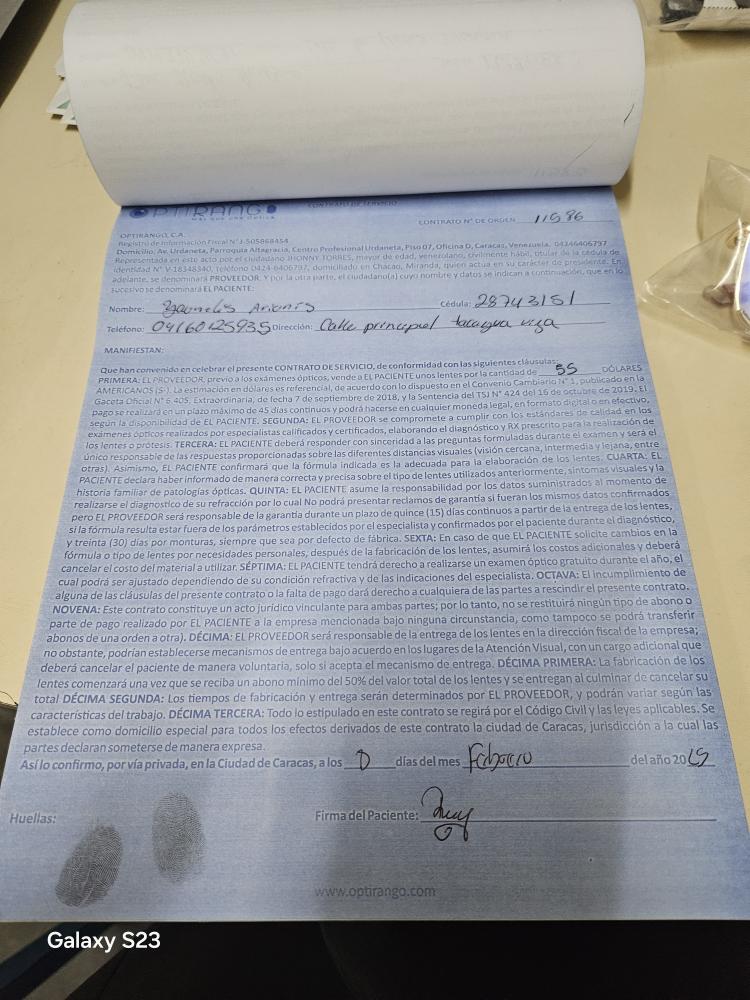 OPTIRANGO
MÁS QUE UNA ÓPTICA
CONTRATO DE SERVICIO
CONTRATO N° DE ORDEN 11586
OPTIRANGO, C.A.
Registro de Información Fiscal N° J-505868454
Domicilio, Av. Urdaneta, Parroquia Altagracia, Centro Profesional Urdaneta, Piso 07, Oficina D, Caracas, Venezuela. 04246406797
Representada en este acto por el ciudadano JHONNY TORRES, mayor de edad, venezolano, civilmente hábil, titular de la cédula de
identidad N° V-18348340, Teléfono 0424-6406797, domiciliado en Chacao, Miranda, quien actúa en su carácter de presidente. En
adelante, se denominará PROVEEDOR. Y por la otra parte, el ciudadano(a) cuyo nombre y datos se indican a continuación, que en lo
sucesivo se denominará EL PACIENTE:
Nombre: Cédula: 28743151
Teléfono: 04160125935 Dirección: Calle principal tacagua vieja
MANIFIESTAN:
Que han convenido en celebrar el presente CONTRATO DE SERVICIO, de conformidad con las siguientes cláusulas:
PRIMERA: EL PROVEEDOR, previo a los exámenes ópticos, vende a EL PACIENTE unos lentes por la cantidad de 55 DÓLARES
AMERICANOS (S·). La estimación en dólares es referencial, de acuerdo con lo dispuesto en el Convenio Cambiario N° 1, publicado en la
Gaceta Oficial N° 6.405, Extraordinaria, de fecha 7 de septiembre de 2018, y la Sentencia del TSJ N° 424 del 16 de octubre de 2019. El
pago se realizará en un plazo máximo de 45 días continuos y podrá hacerse en cualquier moneda legal, en formato digital o en efectivo,
según la disponibilidad de EL PACIENTE. SEGUNDA: EL PROVEEDOR se compromete a cumplir con los estándares de calidad en los
exámenes ópticos realizados por especialistas calificados y certificados, elaborando el diagnóstico y RX prescrito para la realización de
los lentes o prótesis. TERCERA: EL PACIENTE deberá responder con sinceridad a las preguntas formuladas durante el examen y será el
único responsable de las respuestas proporcionadas sobre las diferentes distancias visuales (visión cercana, intermedia y lejana, entre
otras). Asimismo, EL PACIENTE confirmará que la fórmula indicada es la adecuada para la elaboración de los lentes. CUARTA: EL
PACIENTE declara haber informado de manera correcta y precisa sobre el tipo de lentes utilizados anteriormente, síntomas visuales y la
historia familiar de patologías ópticas. QUINTA: EL PACIENTE asume la responsabilidad por los datos suministrados al momento de
realizarse el diagnostico de su refracción por lo cual No podrá presentar reclamos de garantía si fueran los mismos datos confirmados
pero EL PROVEEDOR será responsable de la garantía durante un plazo de quince (15) días continuos a partir de la entrega de los lentes,
si la fórmula resulta estar fuera de los parámetros establecidos por el especialista y confirmados por el paciente durante el diagnóstico,
y treinta (30) días por monturas, siempre que sea por defecto de fábrica. SEXTA: En caso de que EL PACIENTE solicite cambios en la
fórmula o tipo de lentes por necesidades personales, después de la fabricación de los lentes, asumirá los costos adicionales y deberá
cancelar el costo del material a utilizar. SÉPTIMA: EL PACIENTE tendrá derecho a realizarse un examen óptico gratuito durante el año, el
cual podrá ser ajustado dependiendo de su condición refractiva y de las indicaciones del especialista. OCTAVA: El incumplimiento de
alguna de las cláusulas del presente contrato o la falta de pago dará derecho a cualquiera de las partes a rescindir el presente contrato.
NOVENA: Este contrato constituye un acto jurídico vinculante para ambas partes; por lo tanto, no se restituirá ningún tipo de abono o
parte de pago realizado por EL PACIENTE a la empresa mencionada bajo ninguna circunstancia, como tampoco se podrá transferir
abonos de una orden a otra). DÉCIMA: EL PROVEEDOR será responsable de la entrega de los lentes en la dirección fiscal de la empresa;
no obstante, podrían establecerse mecanismos de entrega bajo acuerdo en los lugares de la Atención Visual, con un cargo adicional que
deberá cancelar el paciente de manera voluntaria, solo si acepta el mecanismo de entrega. DÉCIMA PRIMERA: La fabricación de los
lentes comenzará una vez que se reciba un abono mínimo del 50% del valor total de los lentes y se entregan al culminar de cancelar su
total DÉCIMA SEGUNDA: Los tiempos de fabricación y entrega serán determinados por EL PROVEEDOR, y podrán variar según las
características del trabajo. DÉCIMA TERCERA: Todo lo estipulado en este contrato se regirá por el Código Civil y las leyes aplicables. Se
establece como domicilio especial para todos los efectos derivados de este contrato la ciudad de Caracas, jurisdicción a la cual las
partes declaran someterse de manera expresa.
Así lo confirmo, por vía privada, en la Ciudad de Caracas, a los días del mes Febrero del año 20
Huellas:
Firma del Paciente:
www.optirango.com
Galaxy S23